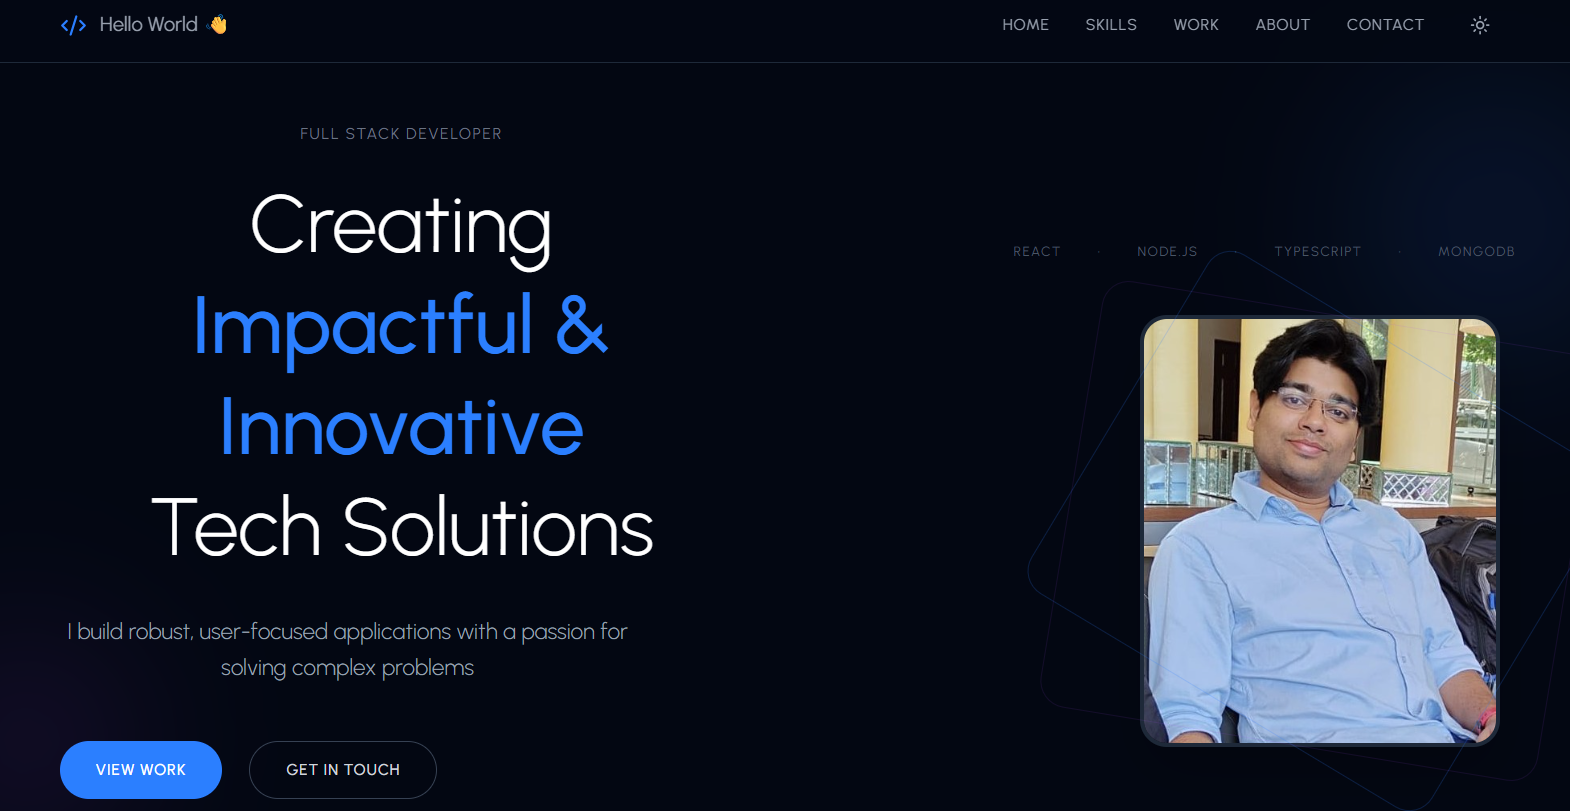 Hello World 👋
HOME SKILLS WORK ABOUT CONTACT
FULL STACK DEVELOPER
Creating
Impactful &
Innovative
Tech Solutions
I build robust, user-focused applications with a passion for
solving complex problems
VIEW WORK GET IN TOUCH
REACT · NODE.JS · TYPESCRIPT · MONGODB